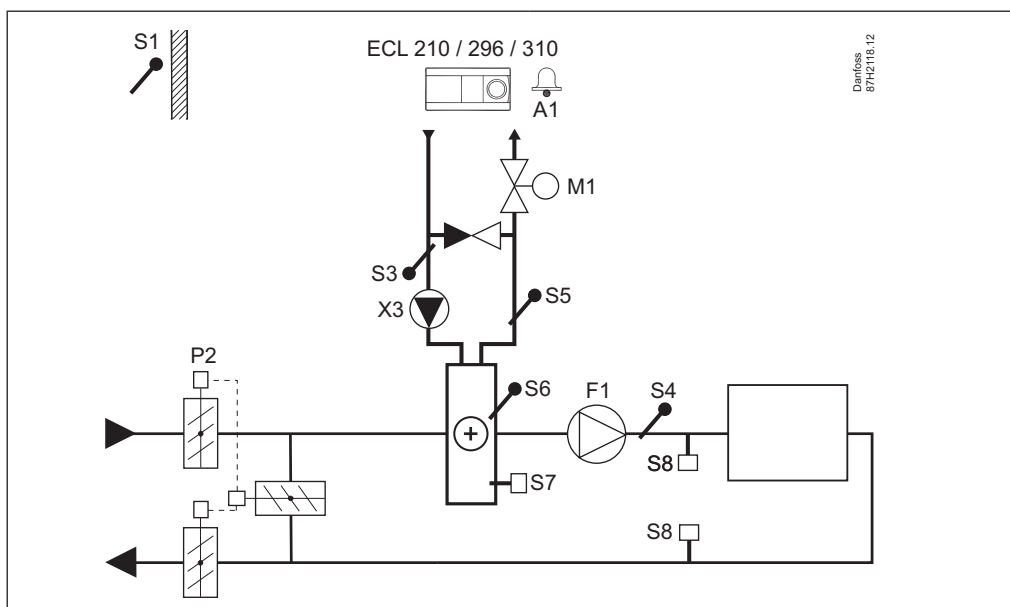 S1
ECL 210 / 296 / 310
A1
Danfoss
87H2118.12
M1
S3
S5
X3
P2
S6
F1
S4
S8
S7
S8